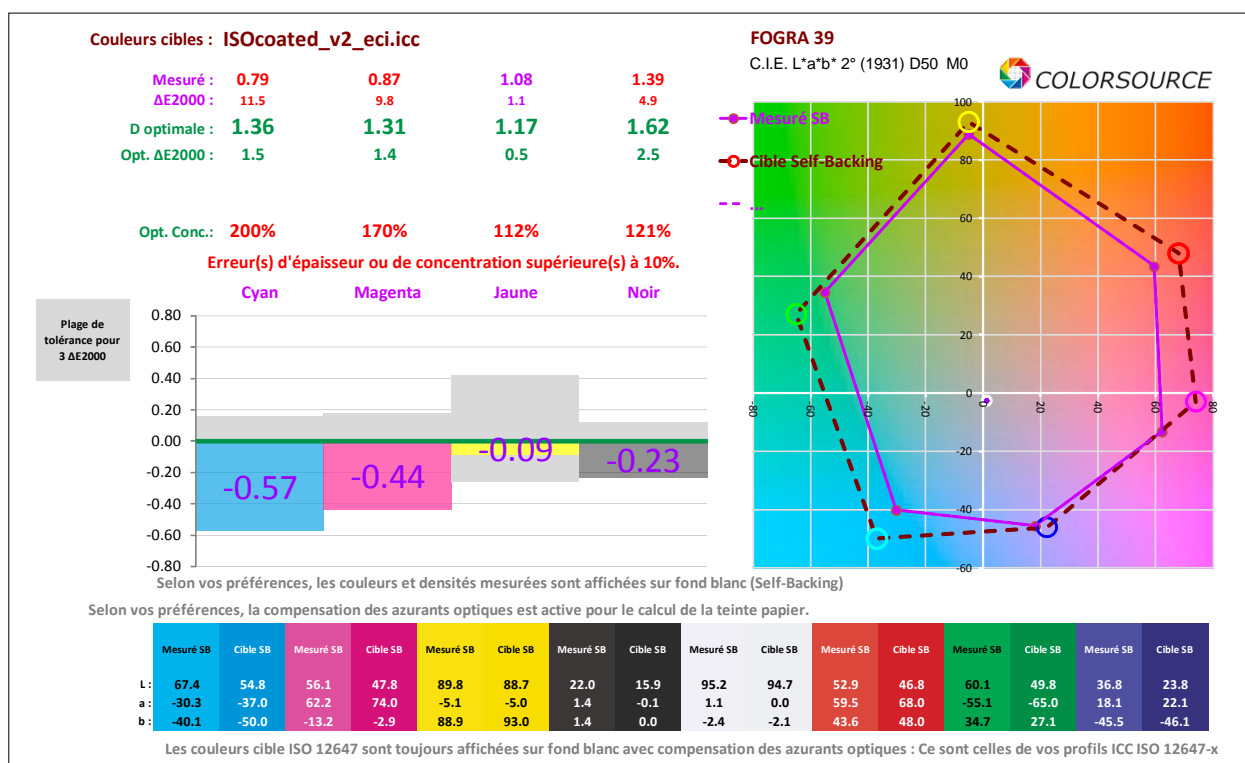 Couleurs cibles : ISOcoated_v2_eci.icc
Mesuré : 0.79 0.87 1.08 1.39
ΔE2000 : 11.5 9.8 1.1 4.9
D optimale : 1.36 1.31 1.17 1.62
Opt. ΔE2000 : 1.5 1.4 0.5 2.5
Opt. Conc.: 200% 170% 112% 121%
Erreur(s) d'épaisseur ou de concentration supérieure(s) à 10%.
Cyan Magenta Jaune Noir
Plage de
tolérance pour
3 ΔE2000
0.80
0.60
0.40
0.20
0.00
-0.20
-0.40
-0.60
-0.80
-0.57 -0.44 -0.09 -0.23
FOGRA 39
C.I.E. L*a*b* 2° (1931) D50 M0
COLORSOURCE
Mesuré SB
Cible Self-Backing
...
100
80
60
40
20
0
-20
-40
-60
-80 -60 -40 -20 0 20 40 60 80
Selon vos préférences, les couleurs et densités mesurées sont affichées sur fond blanc (Self-Backing)
Selon vos préférences, la compensation des azurants optiques est active pour le calcul de la teinte papier.
Mesuré SB Cible SB Mesuré SB Cible SB Mesuré SB Cible SB Mesuré SB Cible SB Mesuré SB Cible SB Mesuré SB Cible SB Mesuré SB Cible SB Mesuré SB Cible SB
L : 67.4 54.8 56.1 47.8 89.8 88.7 22.0 15.9 95.2 94.7 52.9 46.8 60.1 49.8 36.8 23.8
a : -30.3 -37.0 62.2 74.0 -5.1 -5.0 1.4 -0.1 1.1 0.0 59.5 68.0 -55.1 -65.0 18.1 22.1
b : -40.1 -50.0 -13.2 -2.9 88.9 93.0 1.4 0.0 -2.4 -2.1 43.6 48.0 34.7 27.1 -45.5 -46.1
Les couleurs cible ISO 12647 sont toujours affichées sur fond blanc avec compensation des azurants optiques : Ce sont celles de vos profils ICC ISO 12647-x